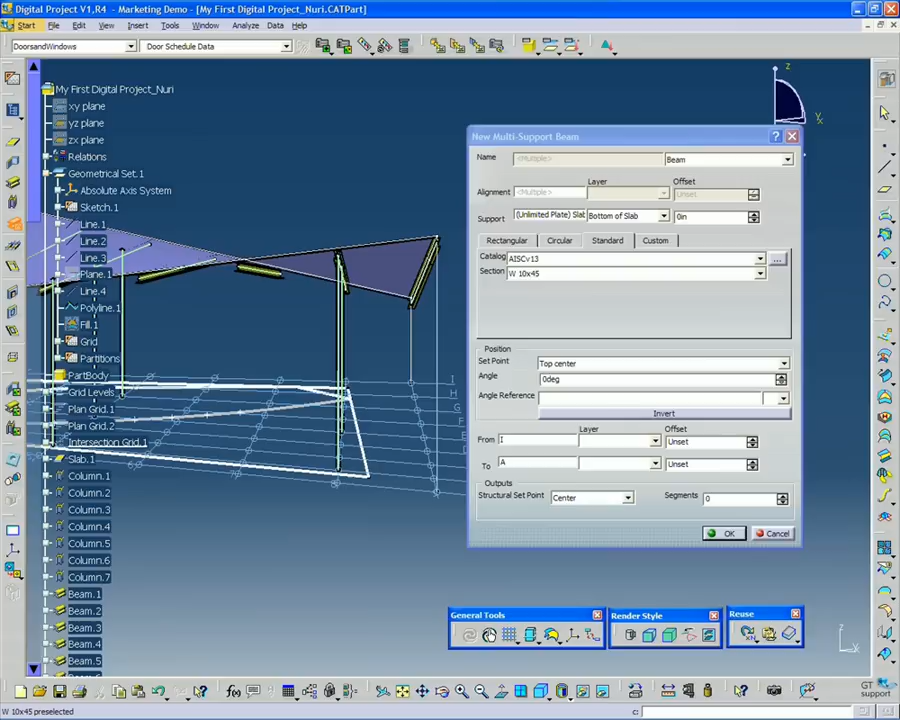 Digital Project V1,R4 - Marketing Demo - [My First Digital Project_Nuri.CATPart]
Start File Edit View Insert Tools Window Analyze Data Help
DoorsandWindows Door Schedule Data
My First Digital Project_Nuri
xy plane
yz plane
zx plane
Relations
Geometrical Set.1
Absolute Axis System
Sketch.1
Line.1
Line.2
Line.3
Plane.1
Line.4
Polyline.1
Fill.1
Grid
Partitions
PartBody
Grid Levels
Plan Grid.1
Plan Grid.2
Intersection Grid.1
Slab.1
Column.1
Column.2
Column.3
Column.4
Column.5
Column.6
Column.7
Beam.1
Beam.2
Beam.3
Beam.4
Beam.5
z
y
x
I
H
G
F
New Multi-Support Beam
Name <Multiple> Beam
Layer Offset
Alignment <Multiple> Unset
Support (Unlimited Plate) Slab Bottom of Slab 0in
Rectangular Circular Standard Custom
Catalog AISCv13 ...
Section W 10x45
Position
Set Point Top center
Angle 0deg
Angle Reference
Invert
From I Layer Unset
To A Unset
Outputs
Structural Set Point Center Segments 0
OK Cancel
General Tools
Render Style
Reuse
GT
support
W 10x45 preselected
c: